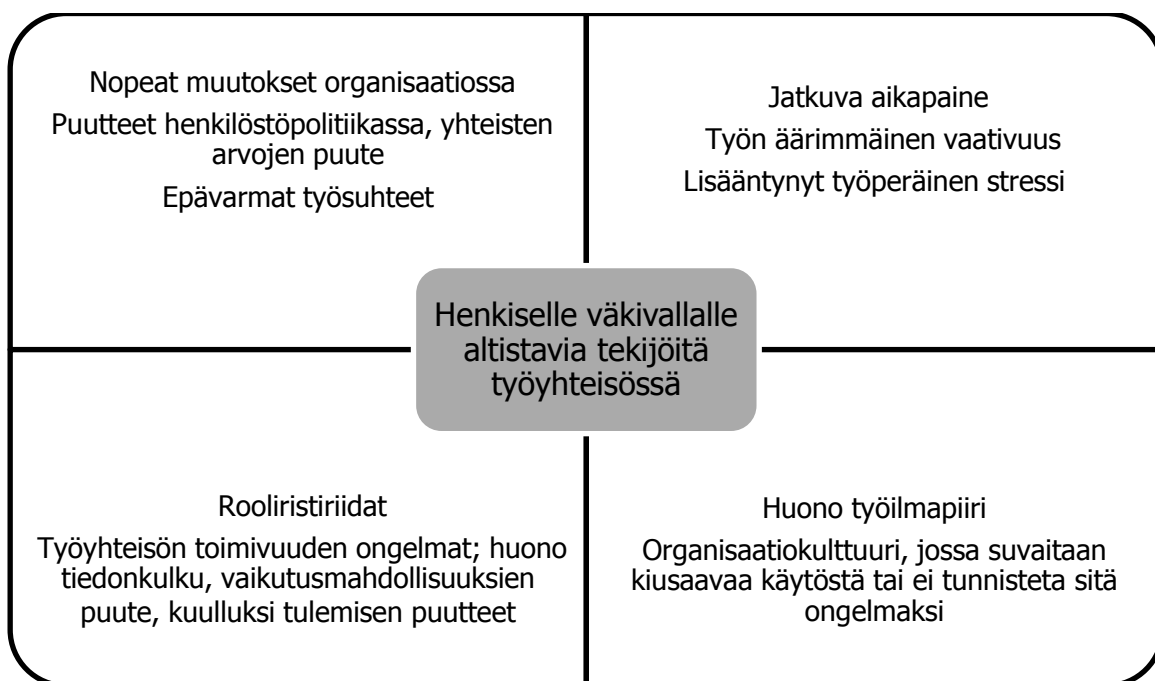 Nopeat muutokset organisaatiossa
Puutteet henkilöstöpolitiikassa, yhteisten
arvojen puute
Epävarmat työsuhteet
Jatkuva aikapaine
Työn äärimmäinen vaativuus
Lisääntynyt työperäinen stressi
Henkiselle väkivallalle
altistavia tekijöitä
työyhteisössä
Rooliristiriidat
Työyhteisön toimivuuden ongelmat; huono
tiedonkulku, vaikutusmahdollisuuksien
puute, kuulluksi tulemisen puutteet
Huono työilmapiiri
Organisaatiokulttuuri, jossa suvaitaan
kiusaavaa käytöstä tai ei tunnisteta sitä
ongelmaksi